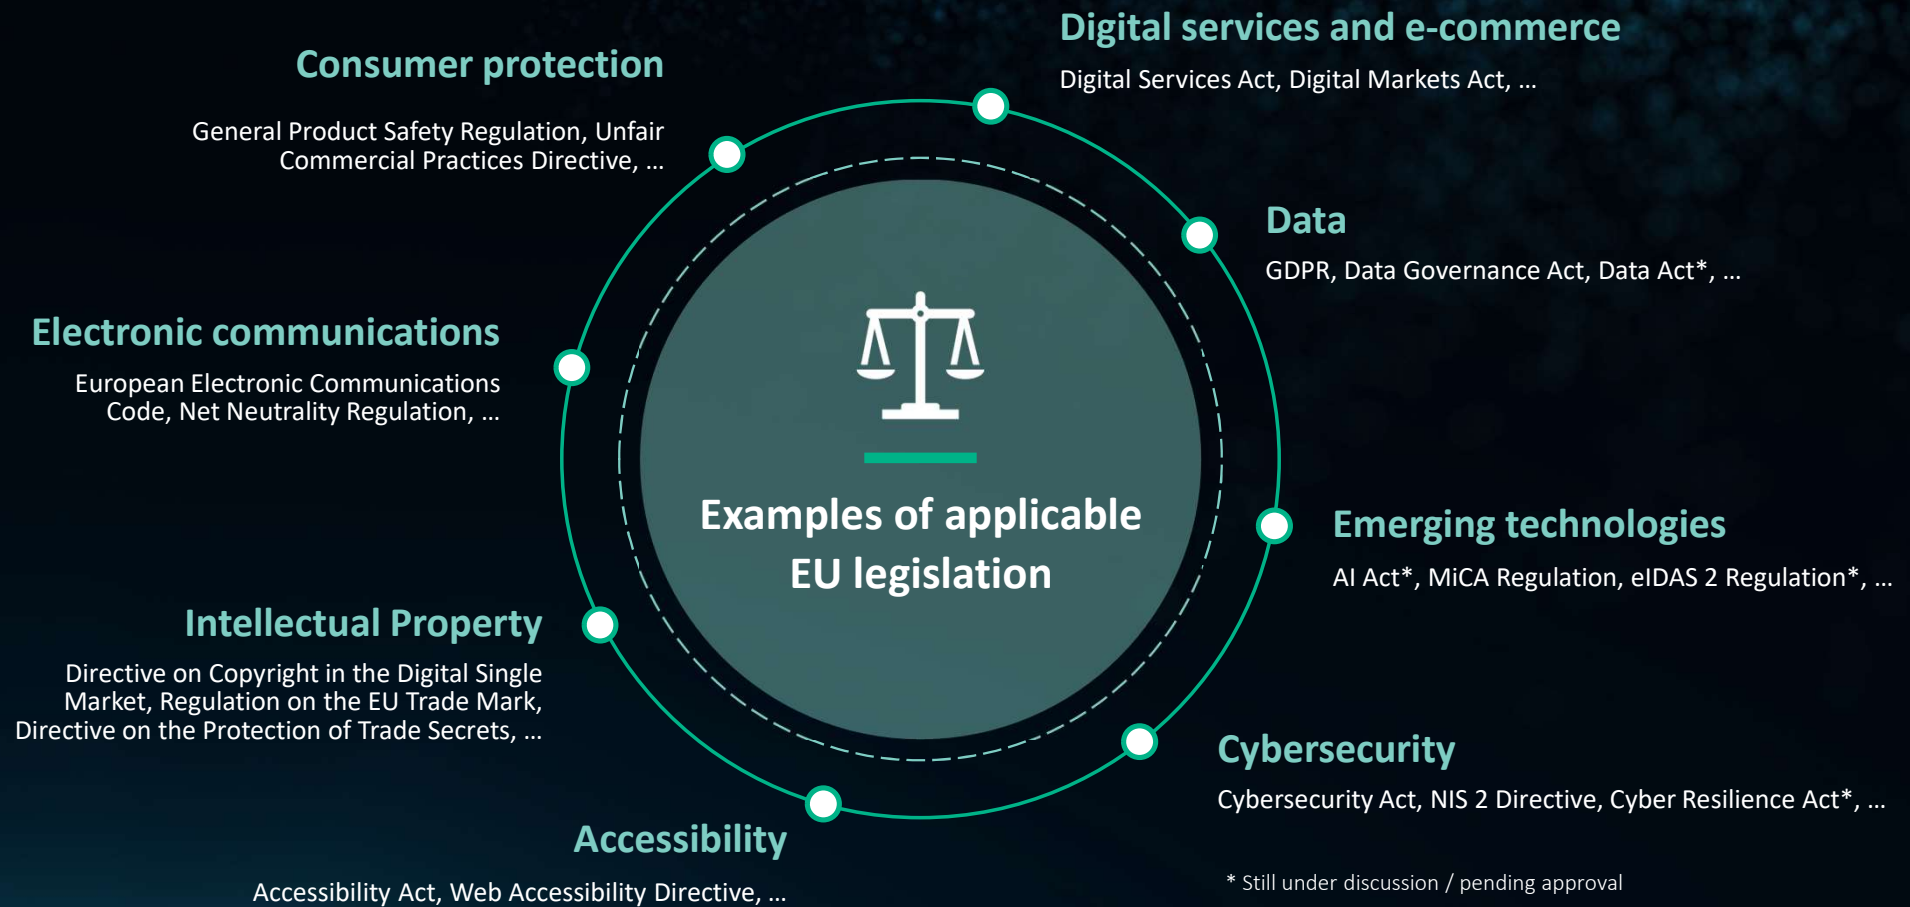 Digital services and e-commerce
Digital Services Act, Digital Markets Act, ...
Consumer protection
General Product Safety Regulation, Unfair
Commercial Practices Directive, ...
Data
GDPR, Data Governance Act, Data Act*, ...
Electronic communications
European Electronic Communications
Code, Net Neutrality Regulation, ...
Examples of applicable
EU legislation
Emerging technologies
AI Act*, MiCA Regulation, eIDAS 2 Regulation*, ...
Intellectual Property
Directive on Copyright in the Digital Single
Market, Regulation on the EU Trade Mark,
Directive on the Protection of Trade Secrets, ...
Cybersecurity
Cybersecurity Act, NIS 2 Directive, Cyber Resilience Act*, ...
Accessibility
Accessibility Act, Web Accessibility Directive, ...
* Still under discussion / pending approval